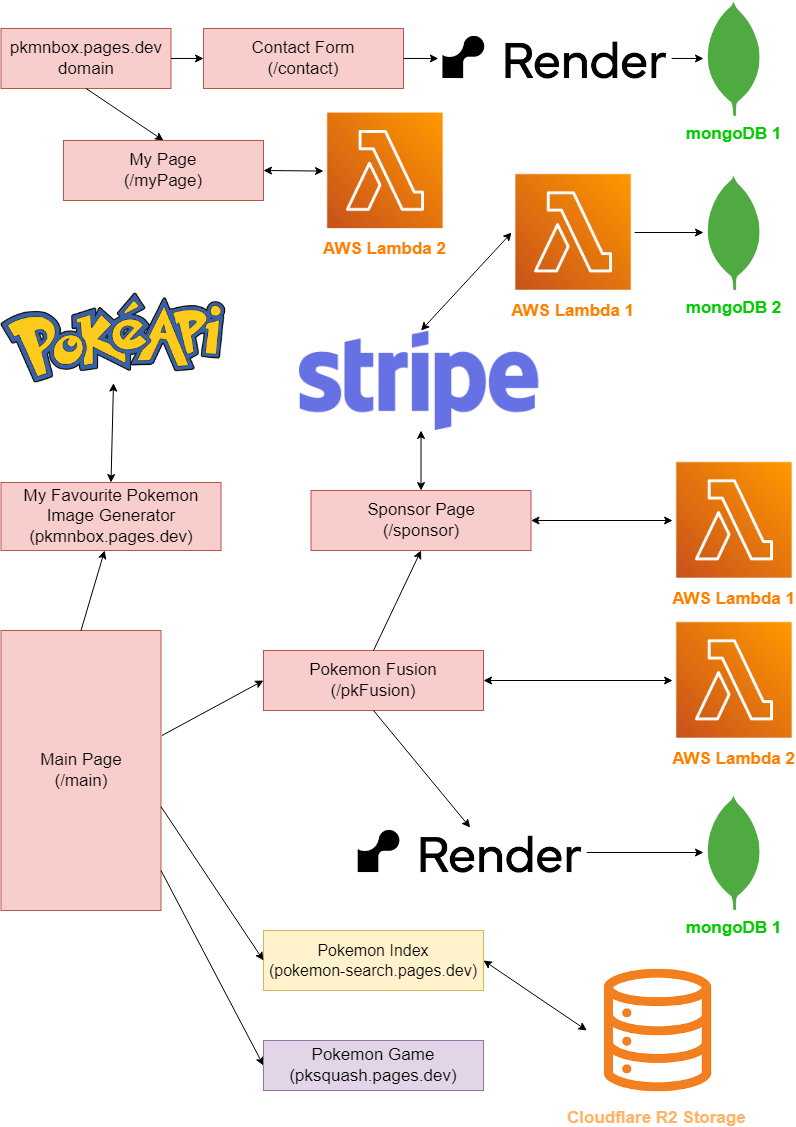 pkmnbox.pages.dev
domain
Contact Form
(/contact)
Render
mongoDB 1
My Page
(/myPage)
AWS Lambda 2
AWS Lambda 1
mongoDB 2
PokéApi
stripe
My Favourite Pokemon
Image Generator
(pkmnbox.pages.dev)
Sponsor Page
(/sponsor)
AWS Lambda 1
Main Page
(/main)
Pokemon Fusion
(/pkFusion)
AWS Lambda 2
Render
mongoDB 1
Pokemon Index
(pokemon-search.pages.dev)
Pokemon Game
(pksquash.pages.dev)
Cloudflare R2 Storage